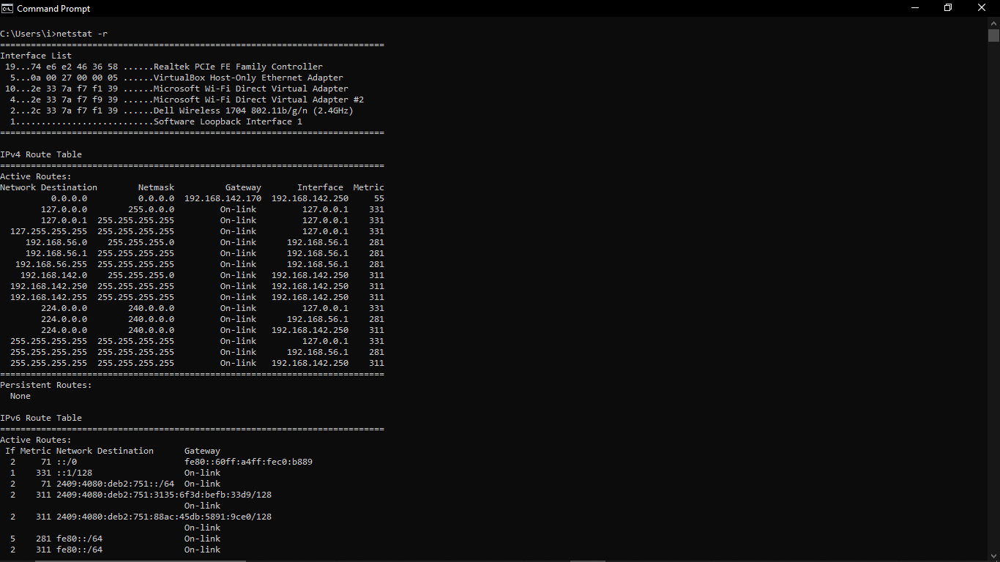 Command Prompt
C:\Users\i>netstat -r
===========================================================================
Interface List
 19...74 e6 e2 46 36 58 ......Realtek PCIe FE Family Controller
  5...0a 00 27 00 00 05 ......VirtualBox Host-Only Ethernet Adapter
 10...2e 33 7a f7 f1 39 ......Microsoft Wi-Fi Direct Virtual Adapter
  4...2e 33 7a f7 f9 39 ......Microsoft Wi-Fi Direct Virtual Adapter #2
  2...2c 33 7a f7 f1 39 ......Dell Wireless 1704 802.11b/g/n (2.4GHz)
  1...........................Software Loopback Interface 1
===========================================================================
IPv4 Route Table
===========================================================================
Active Routes:
Network Destination        Netmask          Gateway       Interface  Metric
          0.0.0.0          0.0.0.0  192.168.142.170  192.168.142.250     55
        127.0.0.0        255.0.0.0         On-link         127.0.0.1    331
        127.0.0.1  255.255.255.255         On-link         127.0.0.1    331
  127.255.255.255  255.255.255.255         On-link         127.0.0.1    331
     192.168.56.0    255.255.255.0         On-link      192.168.56.1    281
     192.168.56.1  255.255.255.255         On-link      192.168.56.1    281
   192.168.56.255  255.255.255.255         On-link      192.168.56.1    281
    192.168.142.0    255.255.255.0         On-link   192.168.142.250    311
  192.168.142.250  255.255.255.255         On-link   192.168.142.250    311
  192.168.142.255  255.255.255.255         On-link   192.168.142.250    311
        224.0.0.0        240.0.0.0         On-link         127.0.0.1    331
        224.0.0.0        240.0.0.0         On-link      192.168.56.1    281
        224.0.0.0        240.0.0.0         On-link   192.168.142.250    311
  255.255.255.255  255.255.255.255         On-link         127.0.0.1    331
  255.255.255.255  255.255.255.255         On-link      192.168.56.1    281
  255.255.255.255  255.255.255.255         On-link   192.168.142.250    311
===========================================================================
Persistent Routes:
  None
IPv6 Route Table
===========================================================================
Active Routes:
 If Metric Network Destination      Gateway
  2     71 ::/0                     fe80::60ff:a4ff:fec0:b889
  1    331 ::1/128                  On-link
  2     71 2409:4080:deb2:751::/64  On-link
  2    311 2409:4080:deb2:751:3135:6f3d:befb:33d9/128
                                    On-link
  2    311 2409:4080:deb2:751:88ac:45db:5891:9ce0/128
                                    On-link
  5    281 fe80::/64                On-link
  2    311 fe80::/64                On-link